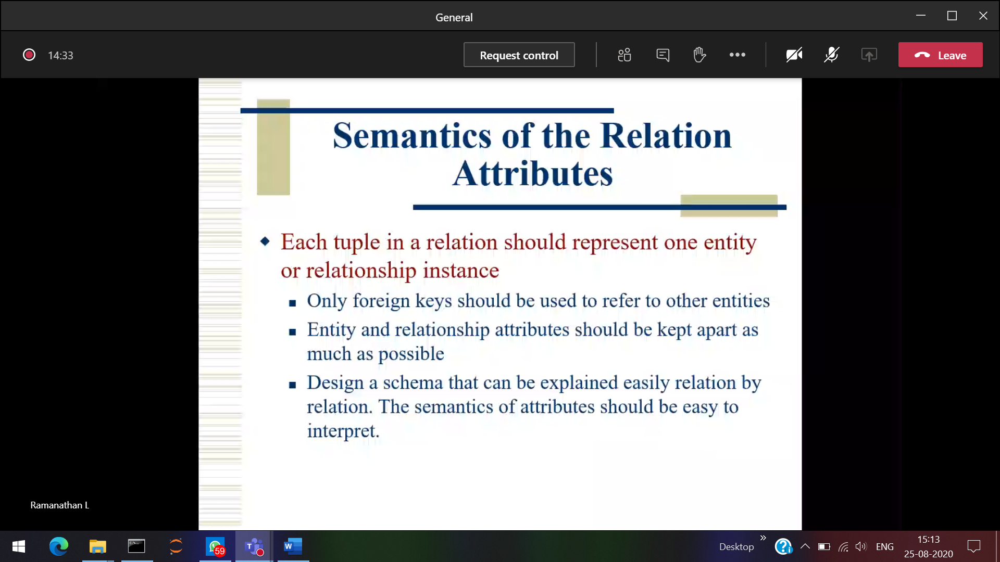 General
14:33
Request control
Leave
Semantics of the Relation
Attributes
Each tuple in a relation should represent one entity
or relationship instance
Only foreign keys should be used to refer to other entities
Entity and relationship attributes should be kept apart as
much as possible
Design a schema that can be explained easily relation by
relation. The semantics of attributes should be easy to
interpret.
Ramanathan L
59
T
W
Desktop
ENG
15:13
25-08-2020